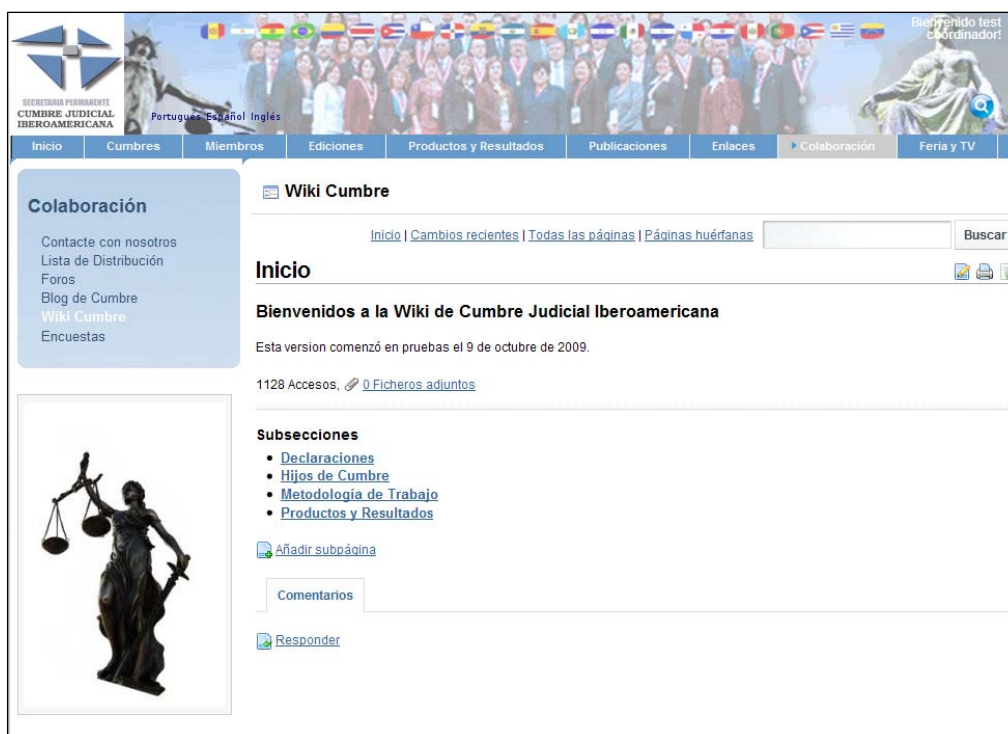 Bienvenido test
coordinador!
SECRETARIA PERMANENTE
CUMBRE JUDICIAL
IBEROAMERICANA
Portugués Español Inglés
Inicio Cumbres Miembros Ediciones Productos y Resultados Publicaciones Enlaces Colaboración Feria y TV
Colaboración
Contacte con nosotros
Lista de Distribución
Foros
Blog de Cumbre
Wiki Cumbre
Encuestas
Wiki Cumbre
Inicio | Cambios recientes | Todas las páginas | Páginas huérfanas Buscar
Inicio
Bienvenidos a la Wiki de Cumbre Judicial Iberoamericana
Esta version comenzó en pruebas el 9 de octubre de 2009.
1128 Accesos, 0 Ficheros adjuntos
Subsecciones
Declaraciones
Hijos de Cumbre
Metodología de Trabajo
Productos y Resultados
Añadir subpágina
Comentarios
Responder